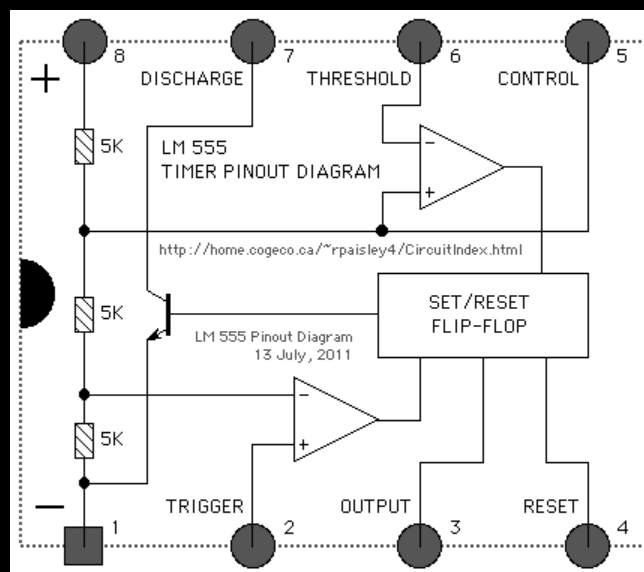 8 7 6 5
+ DISCHARGE THRESHOLD CONTROL
5K LM 555
TIMER PINOUT DIAGRAM
−
+
http://home.cogeco.ca/~rpaisley4/CircuitIndex.html
5K
SET/RESET
FLIP-FLOP
LM 555 Pinout Diagram
13 July, 2011
−
5K
+
− TRIGGER OUTPUT RESET
1 2 3 4